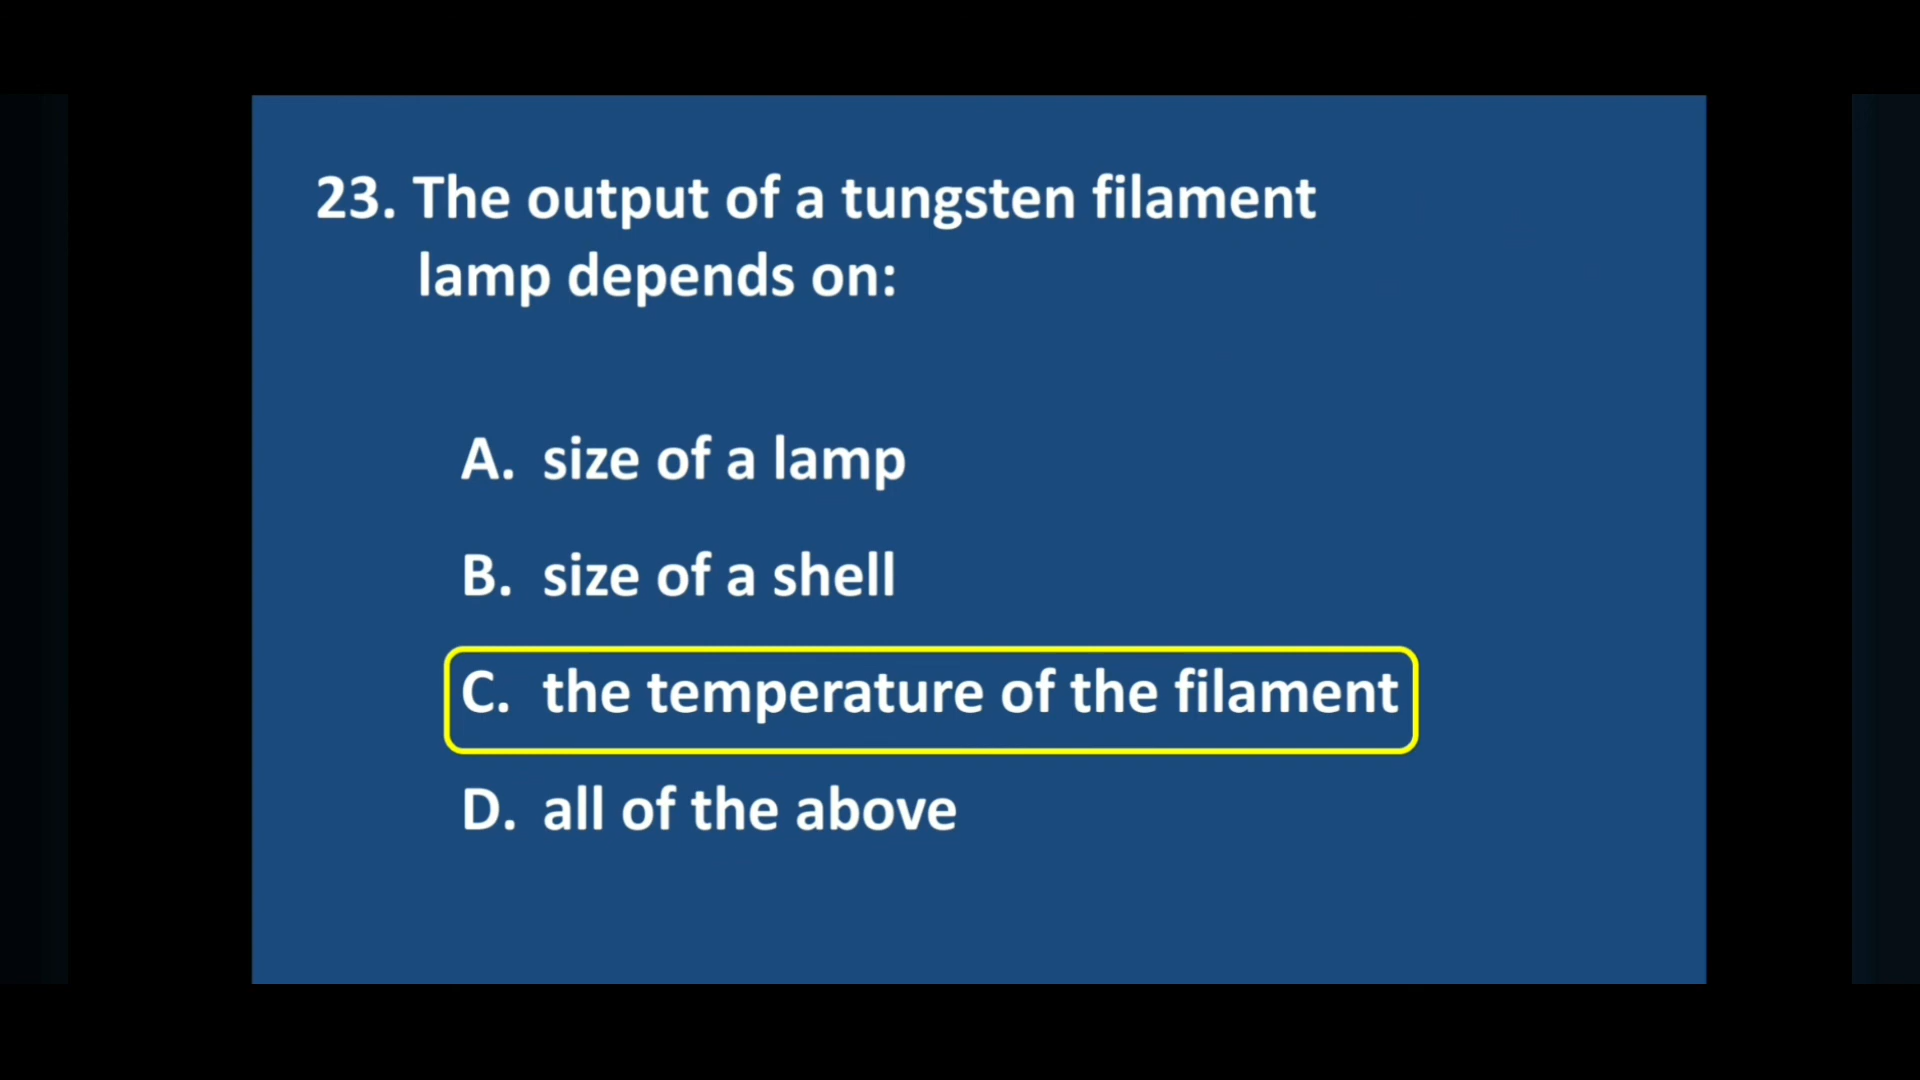 23. The output of a tungsten filament
lamp depends on:
A. size of a lamp
B. size of a shell
C. the temperature of the filament
D. all of the above